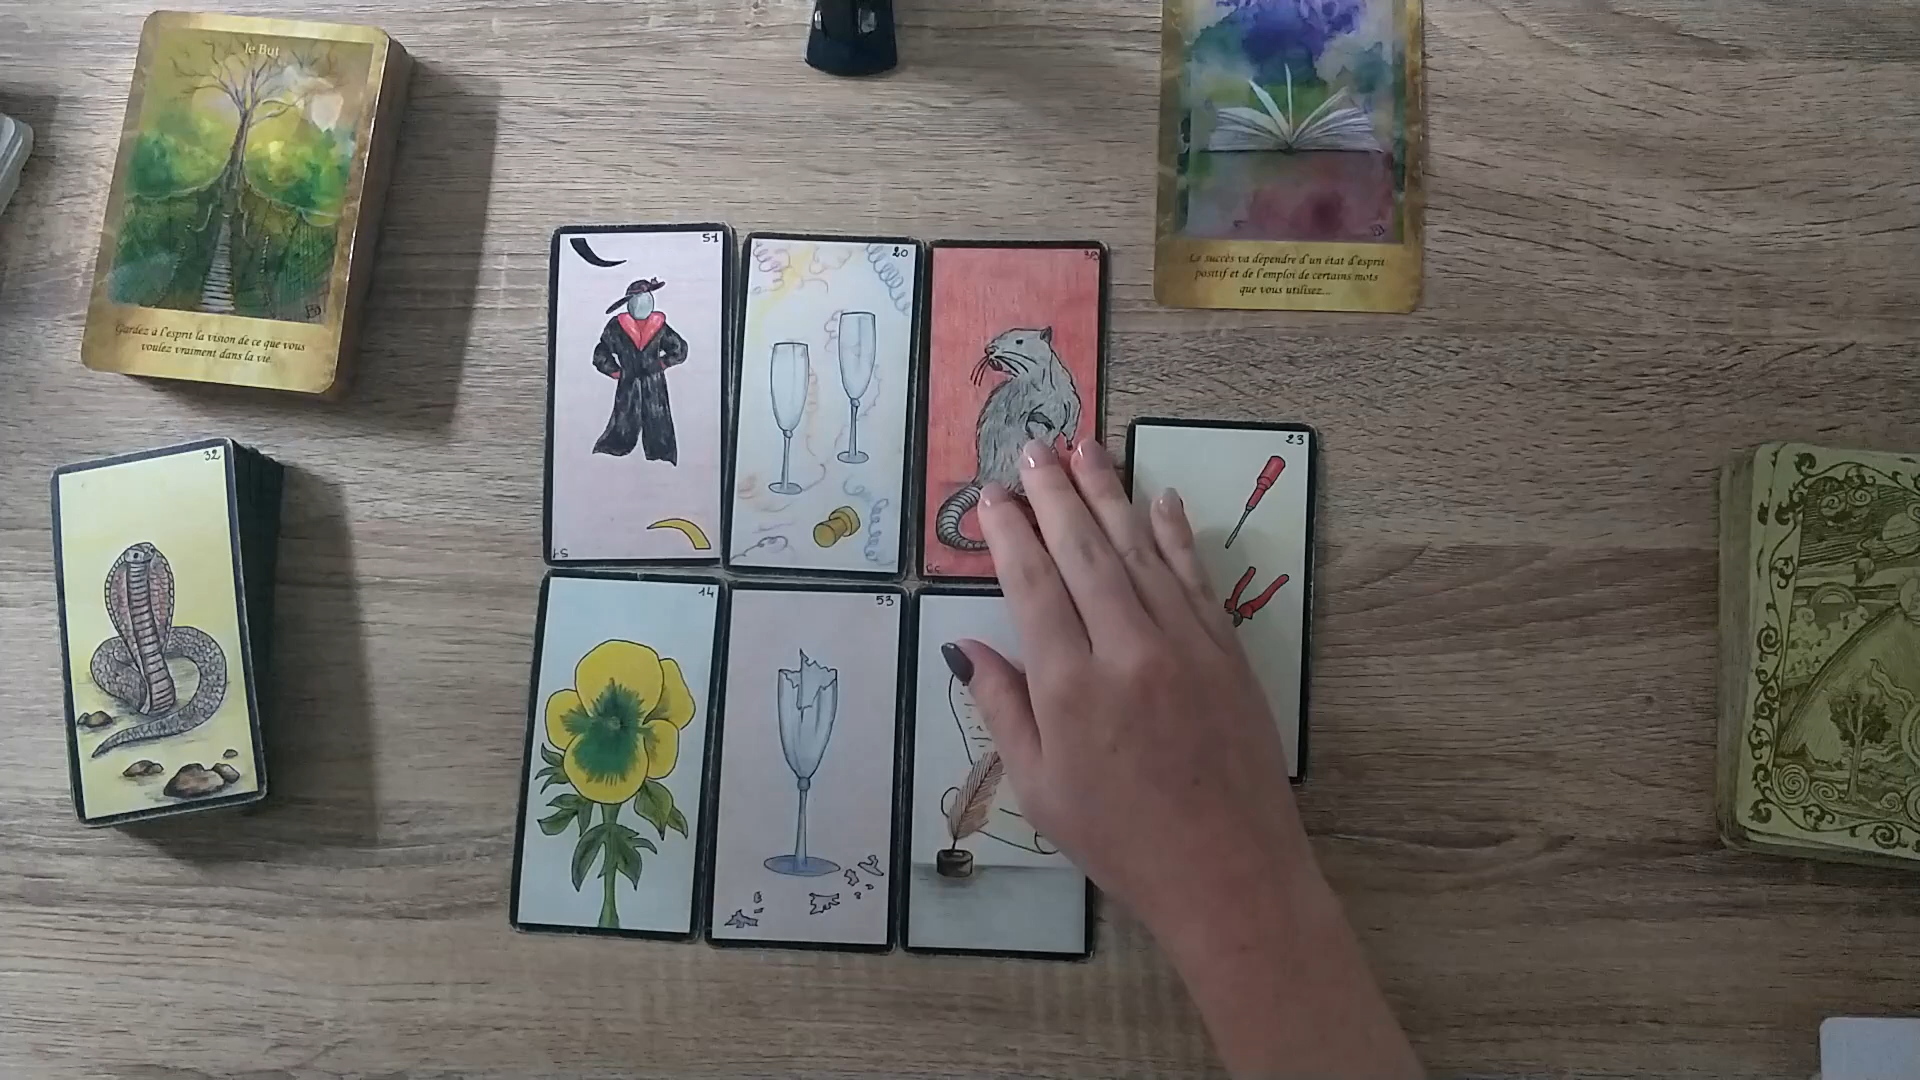 le But
Gardez à l'esprit la vision de ce que vous
voulez vraiment dans la vie.
Le succès va dépendre d'un état d'esprit
positif et de l'emploi de certains mots
que vous utilisez...
51
20
23
32
14
53